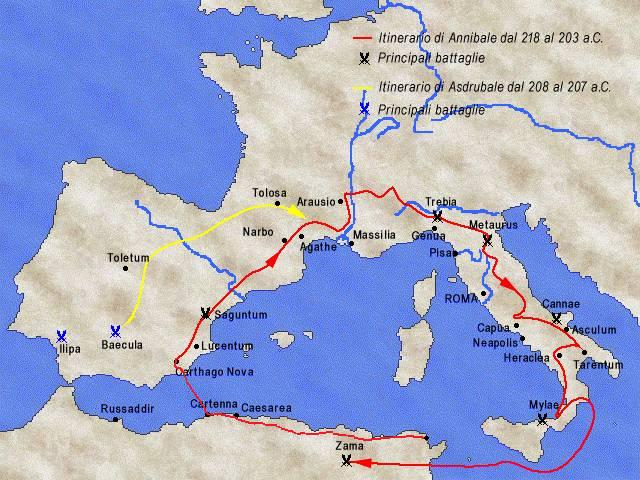 Itinerario di Annibale dal 218 al 203 a.C.
Principali battaglie
Itinerario di Asdrubale dal 208 al 207 a.C.
Principali battaglie
Tolosa
Arausio
Trebia
Metaurus
Narbo
Agathe
Massilia
Genua
Pisa
Toletum
ROMA
Cannae
Saguntum
Capua
Asculum
Ilipa
Baecula
Lucentum
Neapolis
Heraclea
Tarentum
Carthago Nova
Russaddir
Cartenna
Caesarea
Mylae
Zama